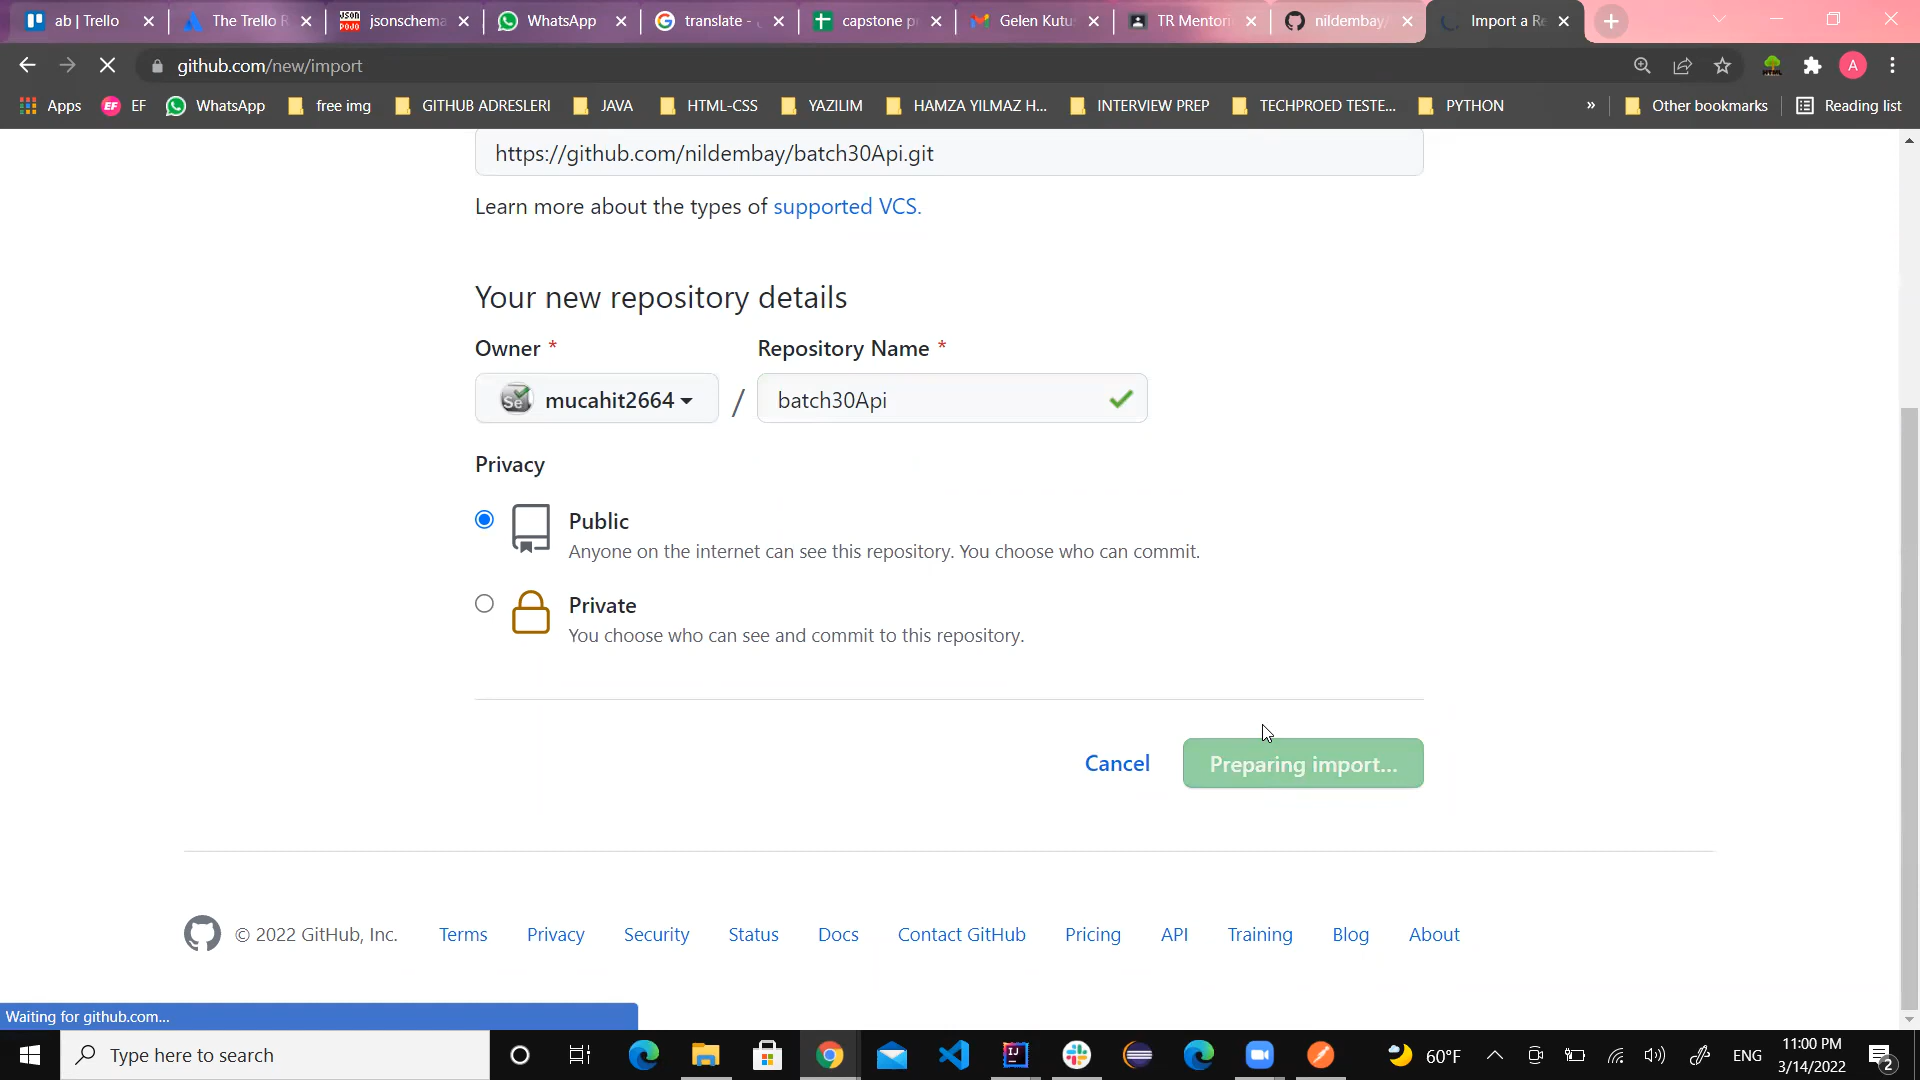 ab | Trello
The Trello R
jsonschema
WhatsApp
translate -
capstone p
Gelen Kutu
TR Mentori
nildembay/
Import a Re
github.com/new/import
A
Apps
EF EF
WhatsApp
free img
GITHUB ADRESLERI
JAVA
HTML-CSS
YAZILIM
HAMZA YILMAZ H...
INTERVIEW PREP
TECHPROED TESTE...
PYTHON
»
Other bookmarks
Reading list
https://github.com/nildembay/batch30Api.git
Learn more about the types of supported VCS.
Your new repository details
Owner *
Repository Name *
Se mucahit2664 / batch30Api
Privacy
Public
Anyone on the internet can see this repository. You choose who can commit.
Private
You choose who can see and commit to this repository.
Cancel
Preparing import...
© 2022 GitHub, Inc.
Terms
Privacy
Security
Status
Docs
Contact GitHub
Pricing
API
Training
Blog
About
Waiting for github.com...
Type here to search
60°F
ENG
11:00 PM
3/14/2022
2